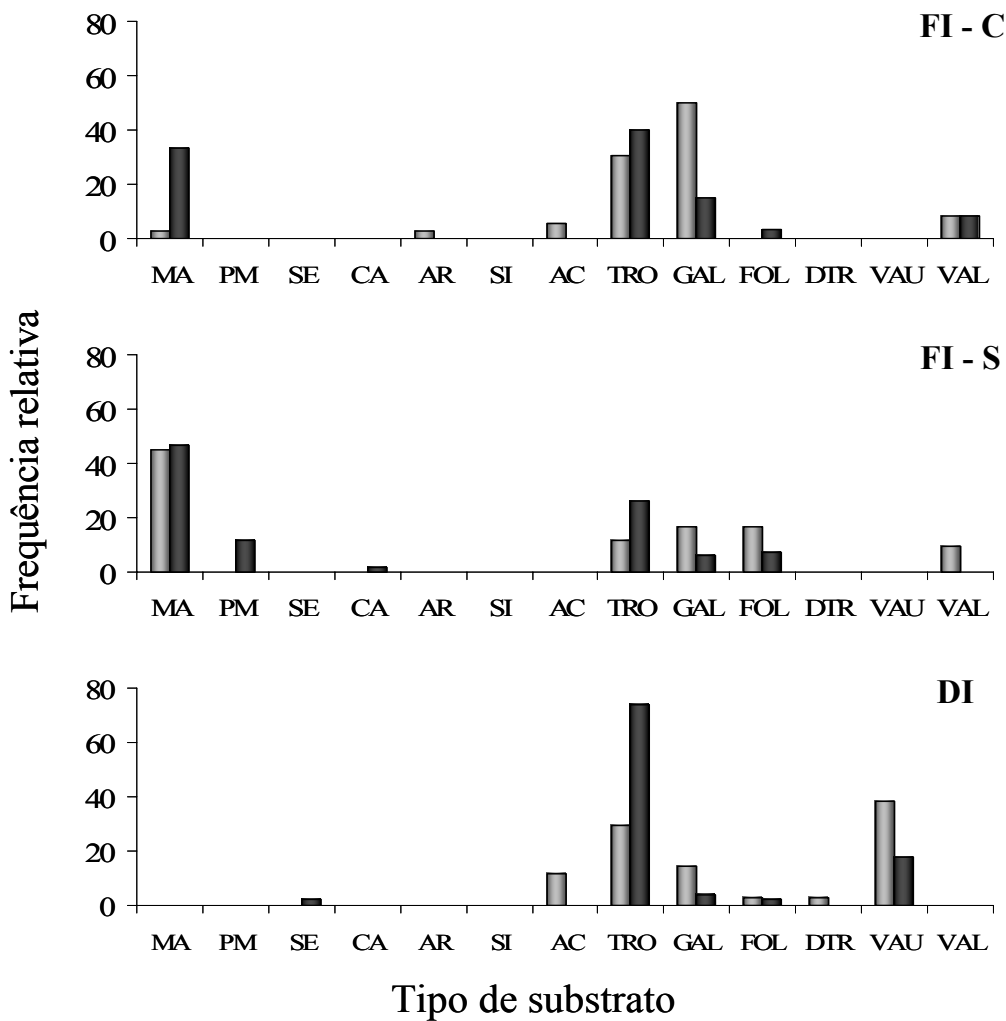 FI - C
80
60
40
20
0
MA PM SE CA AR SI AC TRO GAL FOL DTR VAU VAL
FI - S
80
60
40
20
0
MA PM SE CA AR SI AC TRO GAL FOL DTR VAU VAL
DI
80
60
40
20
0
MA PM SE CA AR SI AC TRO GAL FOL DTR VAU VAL
Frequência relativa
Tipo de substrato